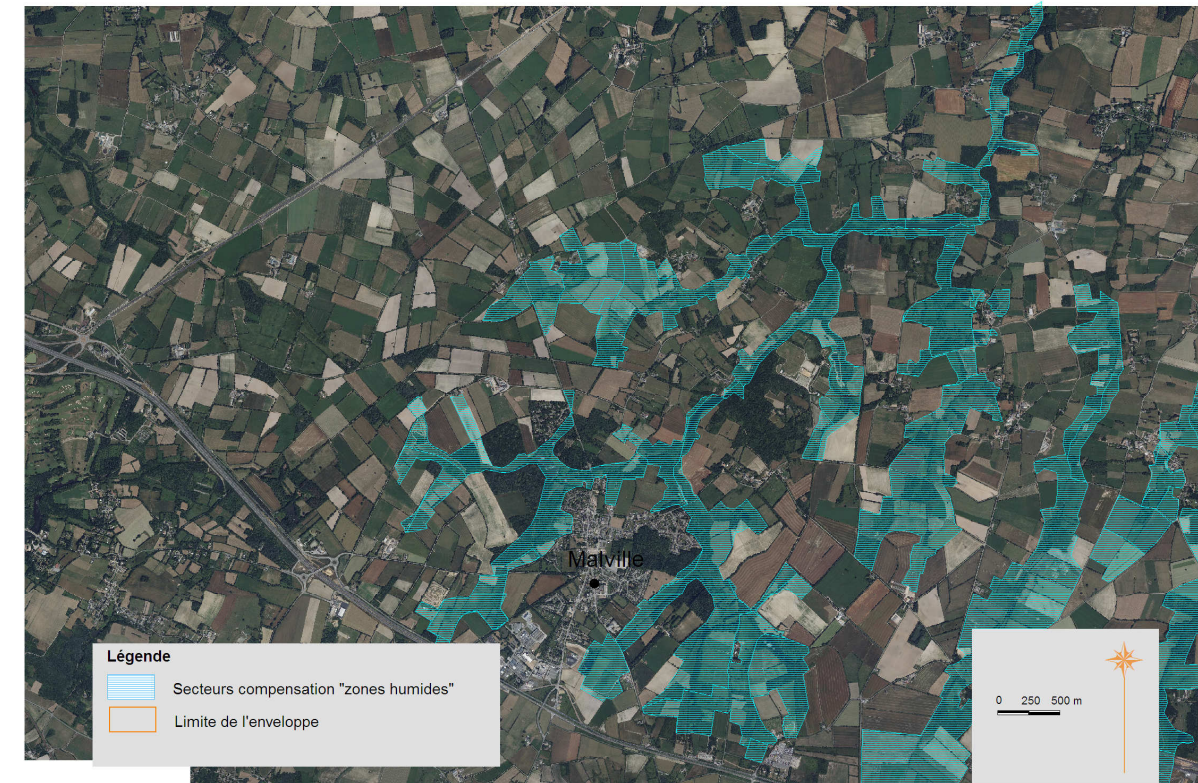 Malville
Légende
Secteurs compensation "zones humides"
Limite de l'enveloppe
0 250 500 m